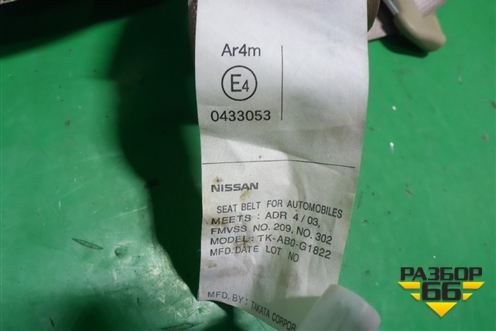 Ar4m
E4
0433053
NISSAN
SEAT BELT FOR AUTOMOBILES
MEETS : ADR 4 / 03,
FMVSS NO. 209, NO. 302
MODEL: TK-AB0-G1822
MFD.DATE LOT NO
MFD. BY : TAKATA CORPOR
РАЗБОР
66